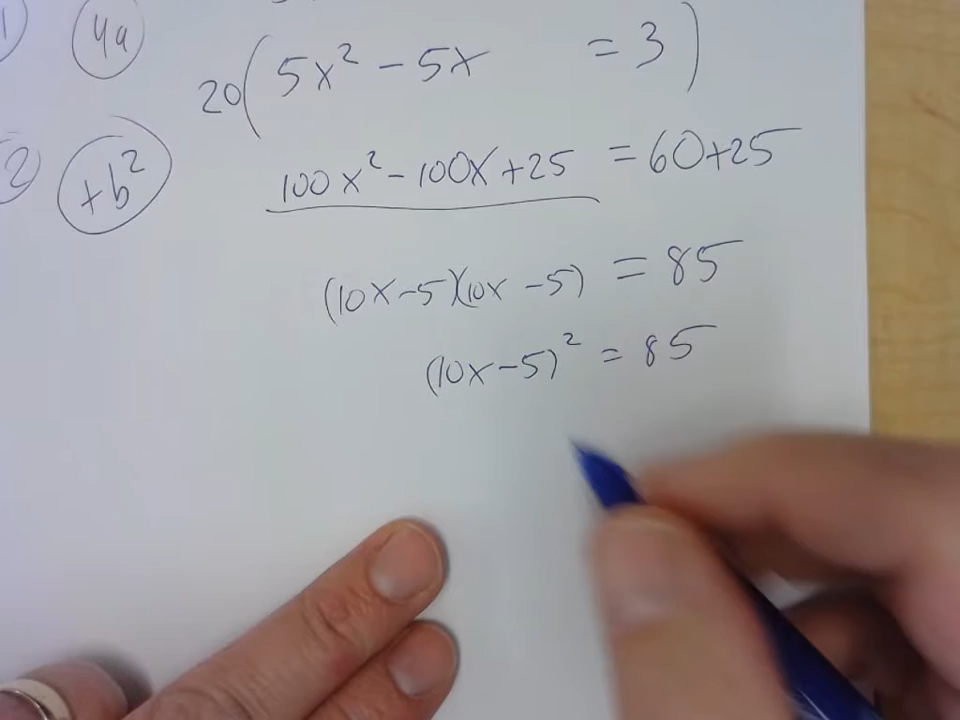 1) 4a 20(5x² - 5x = 3)
2) +b² 100x² - 100x + 25 = 60 + 25
(10x - 5)(10x - 5) = 85
(10x - 5)² = 85